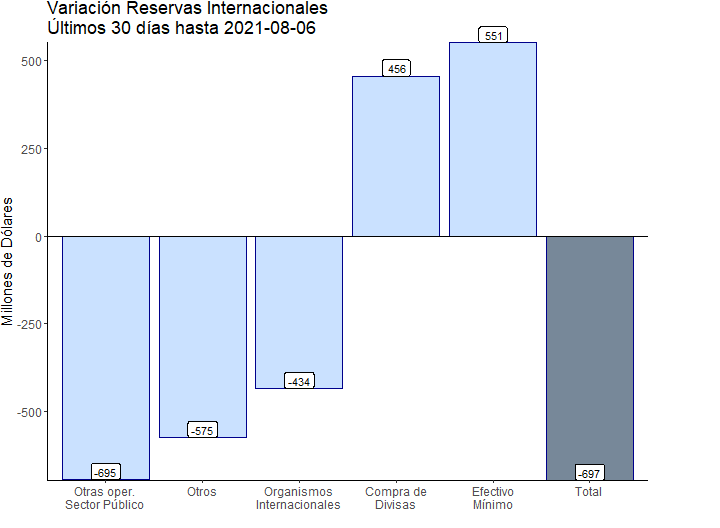 Variación Reservas Internacionales
Últimos 30 días hasta 2021-08-06
Millones de Dólares
500
250
0
-250
-500
-695
-575
-434
456
551
-697
Otras oper.
Sector Público
Otros
Organismos
Internacionales
Compra de
Divisas
Efectivo
Mínimo
Total